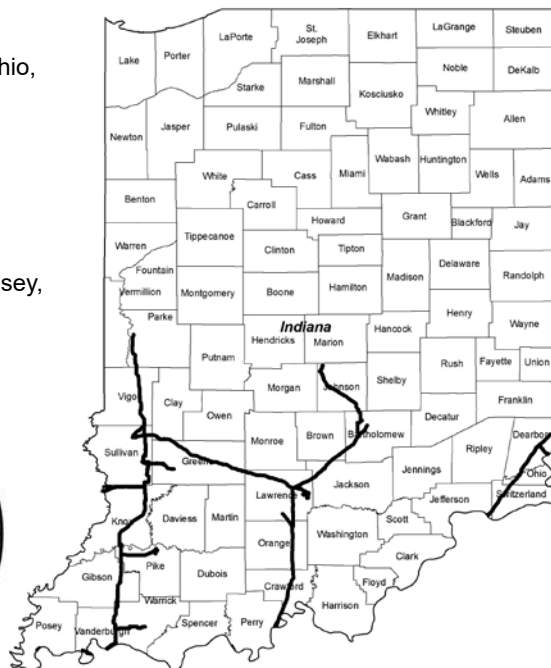 hio,
sey,
LaPorte
St.
Joseph
Elkhart
LaGrange
Steuben
Lake
Porter
Noble
DeKalb
Starke
Marshall
Kosciusko
Whitley
Allen
Newton
Jasper
Pulaski
Fulton
Wabash
Huntington
White
Cass
Miami
Wells
Adams
Benton
Carroll
Howard
Grant
Blackford
Jay
Warren
Tippecanoe
Clinton
Tipton
Madison
Delaware
Randolph
Fountain
Vermillion
Montgomery
Boone
Hamilton
Henry
Wayne
Parke
Putnam
Hendricks
Indiana
Marion
Hancock
Rush
Fayette
Union
Vigo
Clay
Owen
Morgan
Johnson
Shelby
Franklin
Decatur
Sullivan
Greene
Monroe
Brown
Bartholomew
Jennings
Ripley
Dearborn
Ohio
Switzerland
Jefferson
Lawrence
Jackson
Knox
Daviess
Martin
Orange
Washington
Scott
Clark
Gibson
Pike
Dubois
Crawford
Floyd
Harrison
Posey
Vanderburgh
Warrick
Spencer
Perry